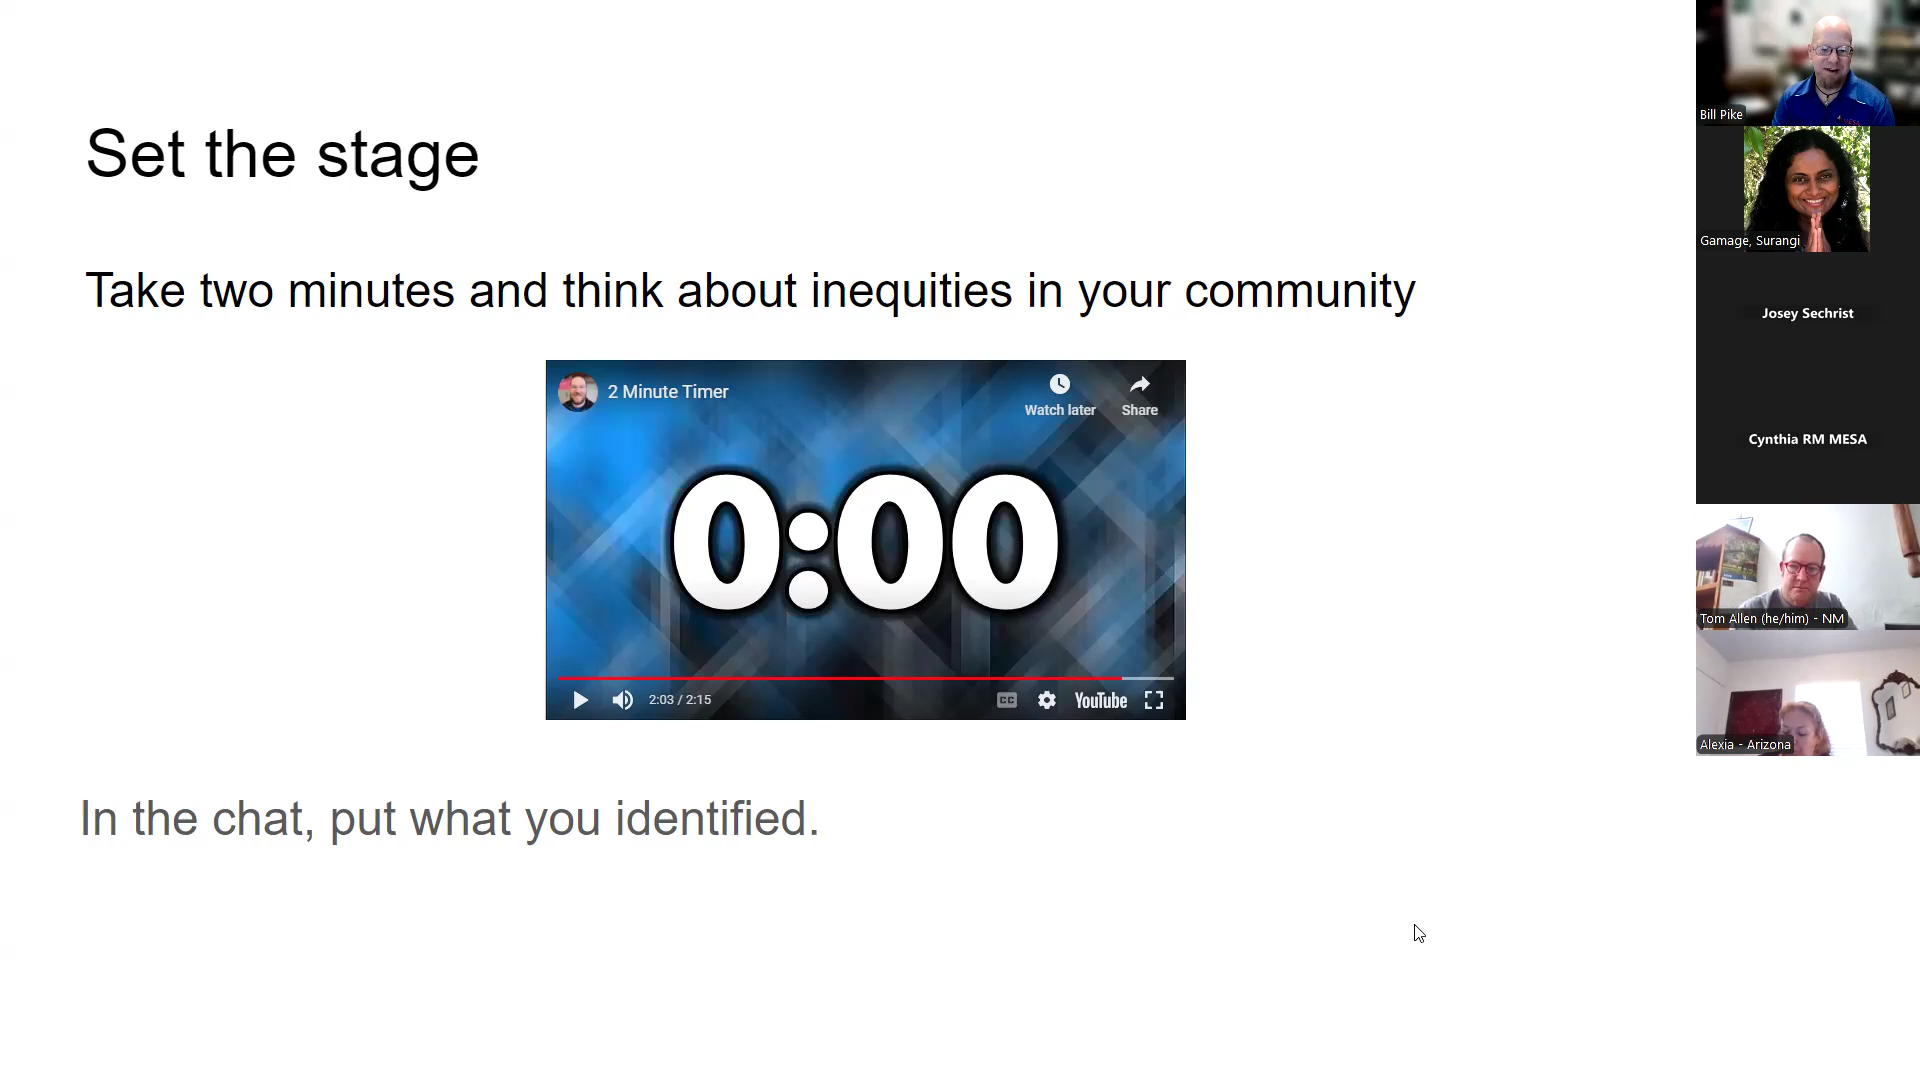 Set the stage
Take two minutes and think about inequities in your community
2 Minute Timer
Watch later
Share
0:00
2:03 / 2:15
CC
YouTube
In the chat, put what you identified.
Bill Pike
Gamage, Surangi
Josey Sechrist
Cynthia RM MESA
Tom Allen (he/him) - NM
Alexia - Arizona